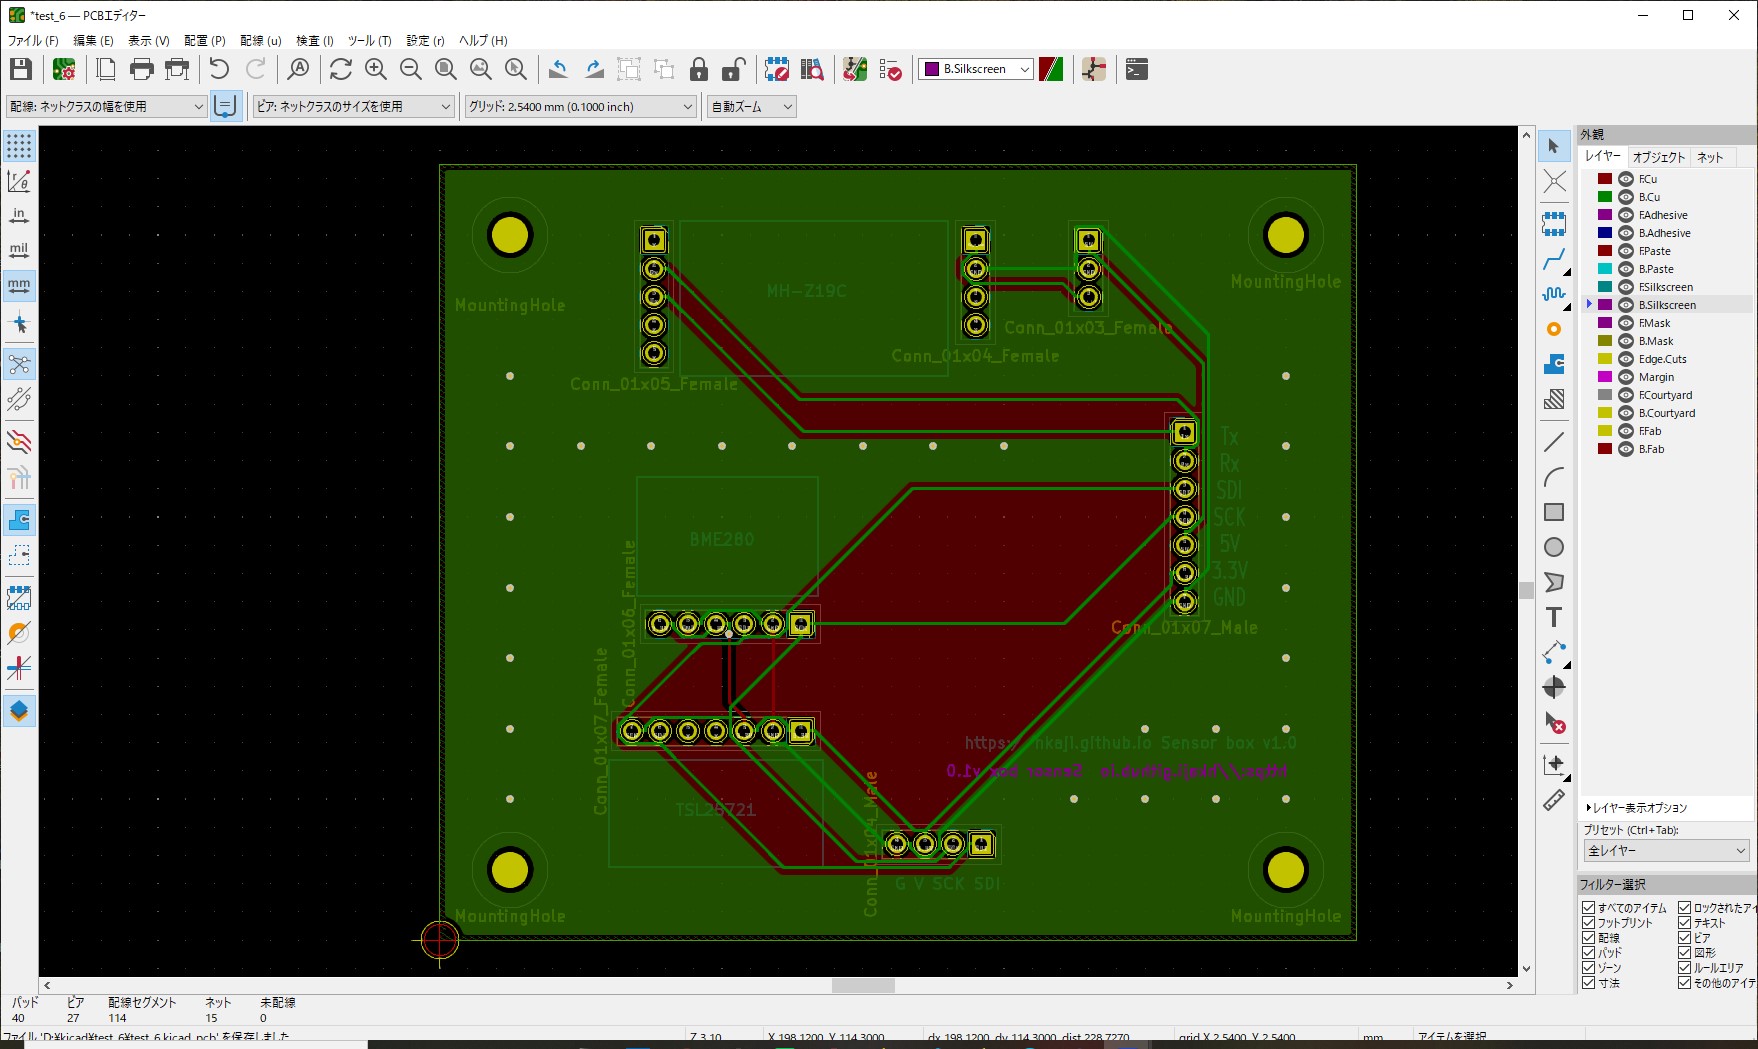 *test_6 — PCBエディター
ファイル (F) 編集 (E) 表示 (V) 配置 (P) 配線 (u) 検査 (I) ツール (T) 設定 (r) ヘルプ (H)
B.Silkscreen
配線: ネットクラスの幅を使用
ビア: ネットクラスのサイズを使用
グリッド: 2.5400 mm (0.1000 inch)
自動ズーム
in
mil
mm
外観
レイヤー オブジェクト ネット
F.Cu
B.Cu
F.Adhesive
B.Adhesive
F.Paste
B.Paste
F.Silkscreen
B.Silkscreen
F.Mask
B.Mask
Edge.Cuts
Margin
F.Courtyard
B.Courtyard
F.Fab
B.Fab
レイヤー表示オプション
プリセット (Ctrl+Tab):
全レイヤー
フィルター選択
すべてのアイテム ロックされたアイ
フットプリント テキスト
配線 ビア
パッド 図形
ゾーン ルールエリア
寸法 その他のアイテ
MountingHole
MH-Z19C
MountingHole
Conn_01x03_Female
Conn_01x04_Female
Conn_01x05_Female
Tx
Rx
SDI
SCK
5V
3.3V
GND
Conn_01x07_Male
BME280
Conn_01x06_Female
Conn_01x07_Female
TSL25721
Conn_01x04_Male
G V SCK SDI
Sensor box v1.0
https://hkaji.github.io Sensor box v1.0
MountingHole
MountingHole
パッド ビア 配線セグメント ネット 未配線
40 27 114 15 0
ファイル 'D:¥kicad¥test_6¥test_6.kicad_pcb' を保存しました
Z 3.10
X 198.1200 Y 114.3000
dx 198.1200 dy 114.3000 dist 228.7270
grid X 2.5400 Y 2.5400
mm
アイテムを選択